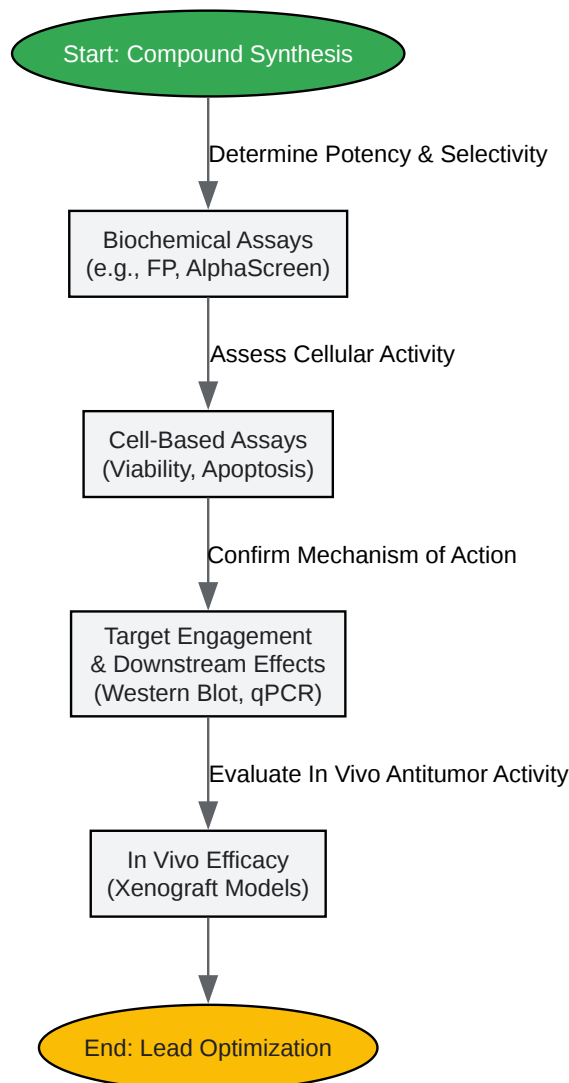 Start: Compound Synthesis
Determine Potency & Selectivity
Biochemical Assays
(e.g., FP, AlphaScreen)
Assess Cellular Activity
Cell-Based Assays
(Viability, Apoptosis)
Confirm Mechanism of Action
Target Engagement
& Downstream Effects
(Western Blot, qPCR)
Evaluate In Vivo Antitumor Activity
In Vivo Efficacy
(Xenograft Models)
End: Lead Optimization